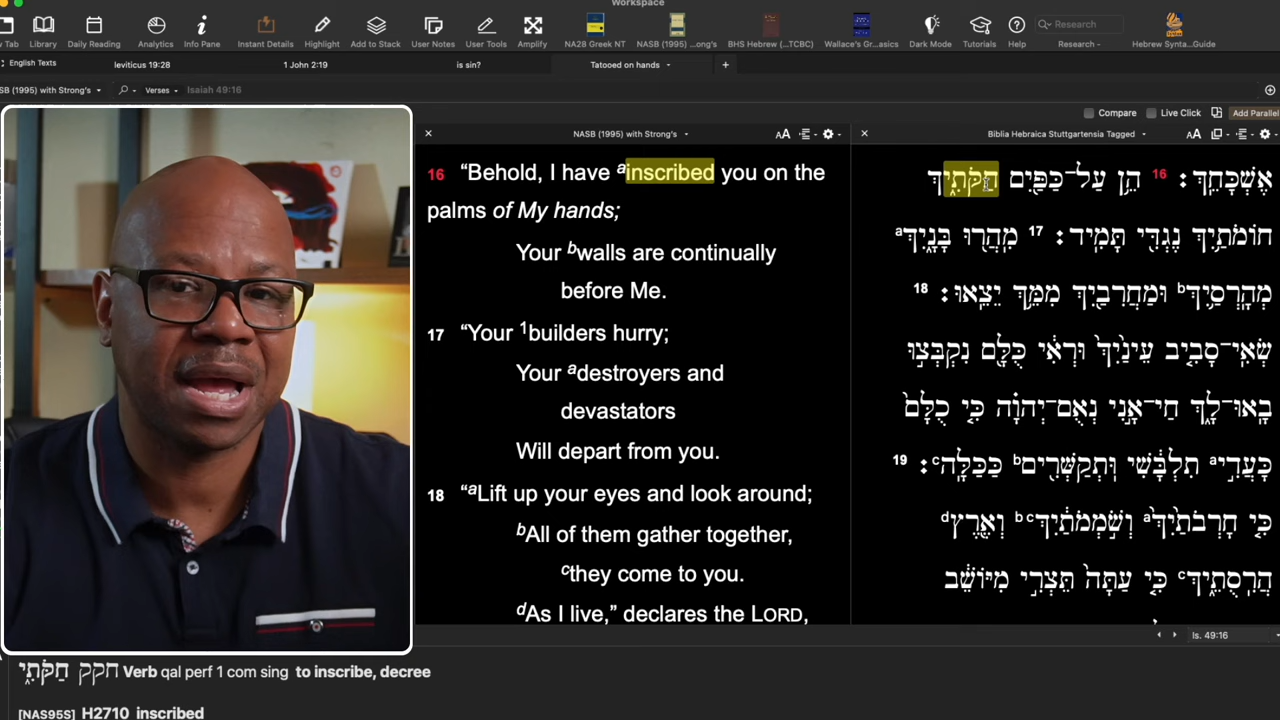 Workspace
w Tab
Library
Daily Reading
Analytics
Info Pane
Instant Details
Highlight
Add to Stack
User Notes
User Tools
Amplify
NA28 Greek NT
NASB (1995) ...ong's
BHS Hebrew (...TCBC)
Wallace's Gr...asics
Dark Mode
Tutorials
Help
Research
Research
Hebrew Synta...Guide
English Texts
leviticus 19:28
1 John 2:19
is sin?
Tatooed on hands
+
SB (1995) with Strong's
Verses
Isaiah 49:16
Compare
Live Click
Add Parallel
NASB (1995) with Strong's
AA
16 “Behold, I have ᵃinscribed you on the
palms of My hands;
Your ᵇwalls are continually
before Me.
17 “Your ¹builders hurry;
Your ᵃdestroyers and
devastators
Will depart from you.
18 “ᵃLift up your eyes and look around;
ᵇAll of them gather together,
ᶜthey come to you.
ᵈAs I live,” declares the LORD,
Biblia Hebraica Stuttgartensia Tagged
AA
אֶשְׁכָּחֵֽךְ׃ 16 הֵ֥ן עַל־כַּפַּ֖יִם חַקֹּתִ֑יךְ
חוֹמֹתַ֥יִךְ נֶגְדִּ֖י תָּמִֽיד׃ 17 מִֽהֲר֖וּ בָּנָ֑יִךְ a
מְהָֽרְסַ֥יִךְ b וּמַחֲרִבַ֖יִךְ מִמֵּ֥ךְ יֵצֵֽאוּ׃ 18
שְׂאִֽי־סָבִ֤יב עֵינַ֙יִךְ֙ וּרְאִ֔י כֻּלָּ֖ם נִקְבְּצ֣וּ
בָֽאוּ־לָ֑ךְ חַי־אָ֣נִי נְאֻם־יְהוָ֗ה כִּ֤י כֻלָּם֙
כָּעֲדִ֣י a תִלְבָּ֔שִׁי וּֽתְקַשְּׁרִ֖ים b כַּכַּלָּֽה c׃ 19
כִּ֤י חָרְבֹתַ֙יִךְ֙ a וְשֹׁ֣מְמֹתַ֔יִךְ b c וְאֶ֖רֶץ d
הֲרִֽסֻתֵ֑ךְ c כִּ֤י עַתָּה֙ תֵּצְרִ֣י מִיּוֹשֵׁ֔ב
Is. 49:16
חַקֹּתִ֑י חקק Verb qal perf 1 com sing to inscribe, decree
[NAS95S] H2710 inscribed